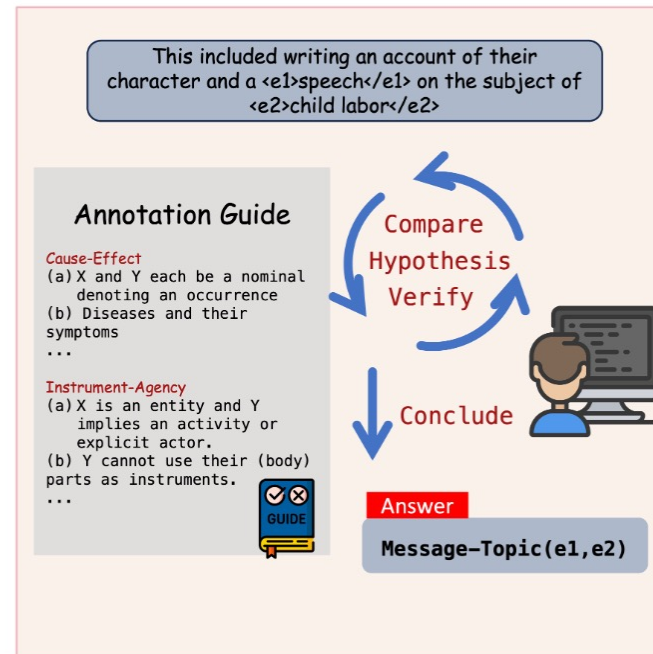 This included writing an account of their
character and a <e1>speech</e1> on the subject of
<e2>child labor</e2>
Annotation Guide
Cause-Effect
(a) X and Y each be a nominal
denoting an occurrence
(b) Diseases and their
symptoms
...
Instrument-Agency
(a) X is an entity and Y
implies an activity or
explicit actor.
(b) Y cannot use their (body)
parts as instruments.
...
GUIDE
Compare
Hypothesis
Verify
Conclude
Answer
Message-Topic(e1,e2)